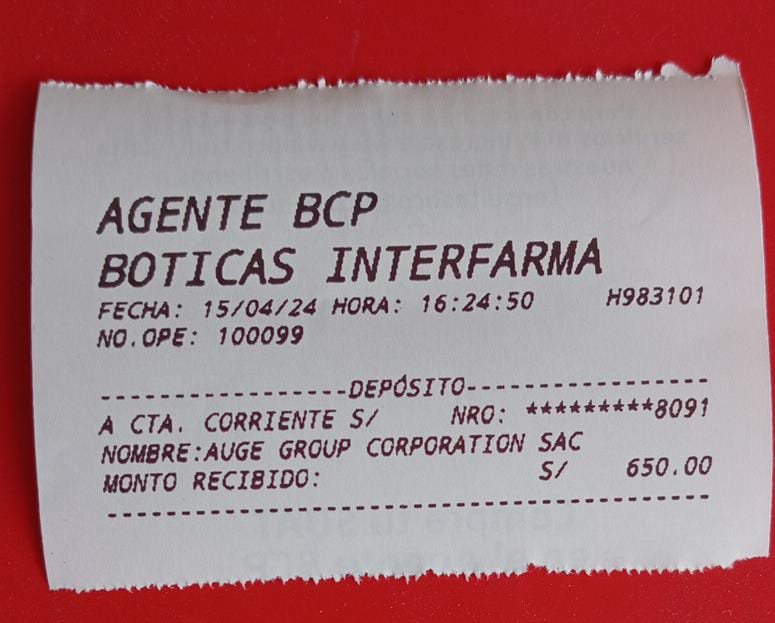 AGENTE BCP
BOTICAS INTERFARMA
FECHA: 15/04/24 HORA: 16:24:50 H983101
NO.OPE: 100099
------------------DEPÓSITO------------------
A CTA. CORRIENTE S/ NRO: *********8091
NOMBRE:AUGE GROUP CORPORATION SAC
MONTO RECIBIDO: S/ 650.00